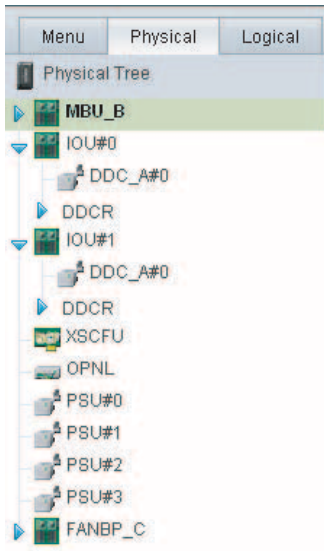 Menu Physical Logical
Physical Tree
MBU_B
IOU#0
DDC_A#0
DDCR
IOU#1
DDC_A#0
DDCR
XSCFU
OPNL
PSU#0
PSU#1
PSU#2
PSU#3
FANBP_C